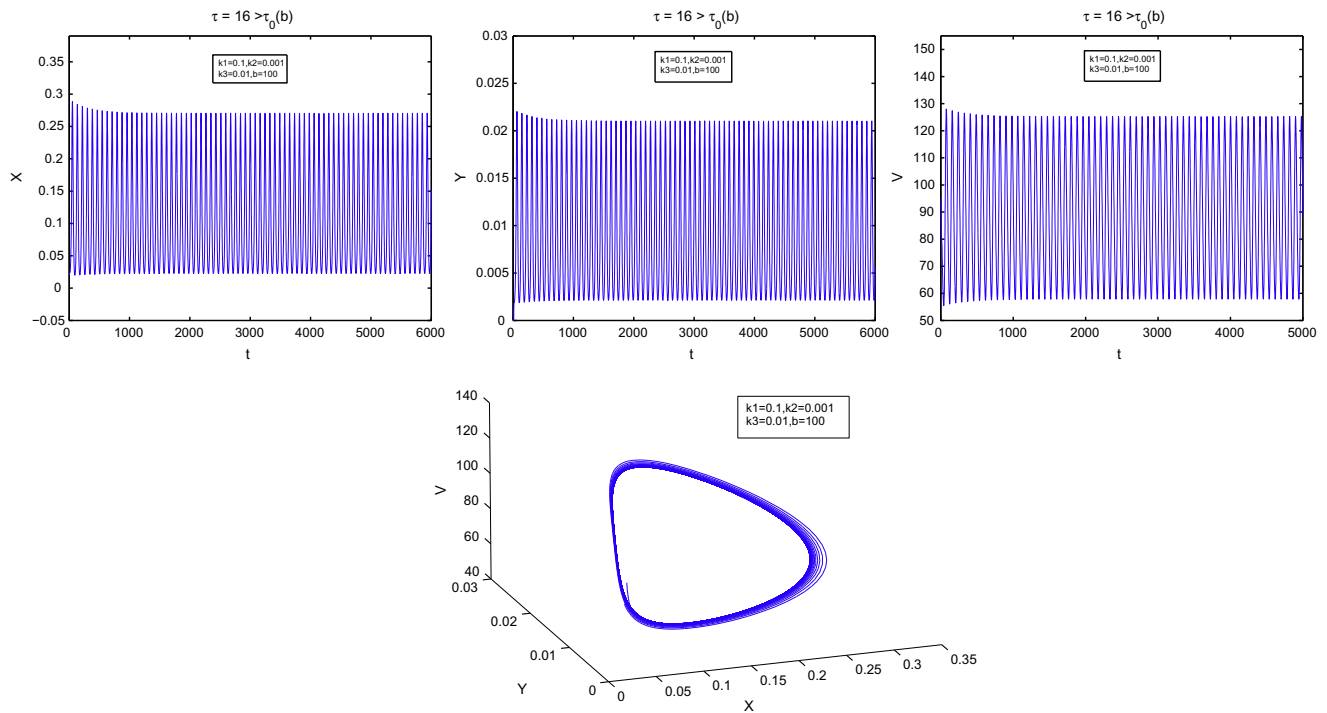 τ = 16 >τ0(b)
k1=0.1,k2=0.001
k3=0.01,b=100
0.35
0.3
0.25
0.2
0.15
0.1
0.05
0
−0.05
X
0 1000 2000 3000 4000 5000 6000
t
τ = 16 > τ0(b)
k1=0.1,k2=0.001
k3=0.01,b=100
0.03
0.025
0.02
0.015
0.01
0.005
0
Y
0 1000 2000 3000 4000 5000 6000
t
τ = 16 >τ0(b)
k1=0.1,k2=0.001
k3=0.01,b=100
150
140
130
120
110
100
90
80
70
60
50
V
0 1000 2000 3000 4000 5000
t
k1=0.1,k2=0.001
k3=0.01,b=100
140
120
100
80
60
40
V
0.03
0.02
0.01
0
Y
0 0.05 0.1 0.15 0.2 0.25 0.3 0.35
X